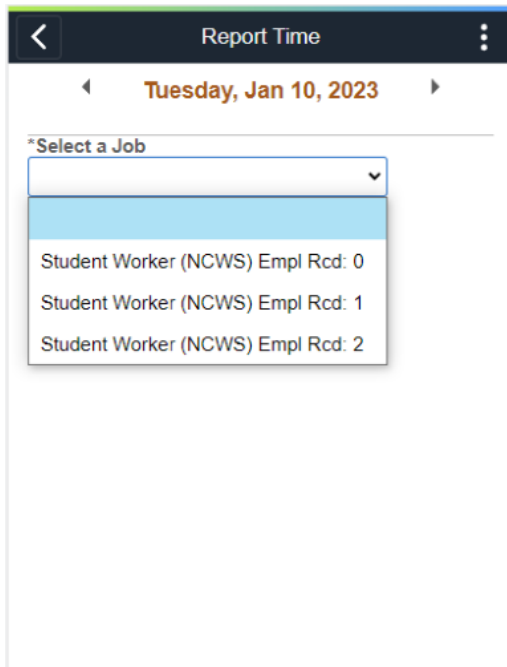 Report Time
Tuesday, Jan 10, 2023
*Select a Job
Student Worker (NCWS) Empl Rcd: 0
Student Worker (NCWS) Empl Rcd: 1
Student Worker (NCWS) Empl Rcd: 2